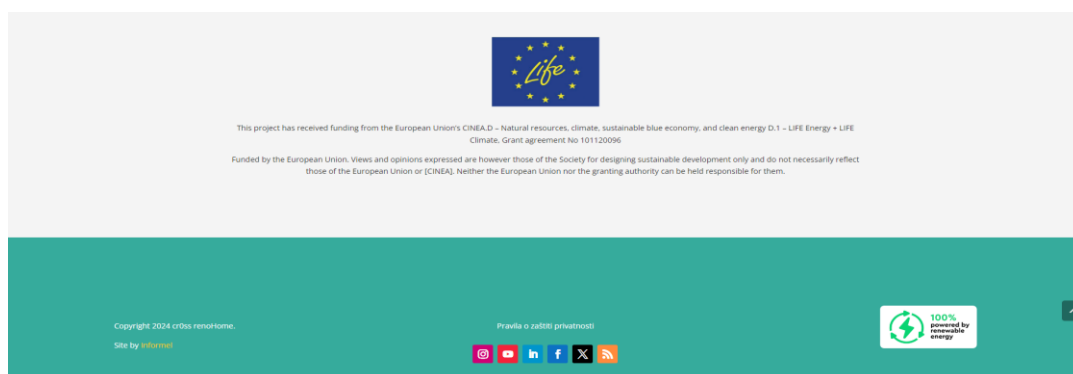 Life
This project has received funding from the European Union's CINEA.D – Natural resources, climate, sustainable blue economy, and clean energy D.1 – LIFE Energy + LIFE
Climate, Grant agreement No 101120096
Funded by the European Union. Views and opinions expressed are however those of the Society for designing sustainable development only and do not necessarily reflect
those of the European Union or [CINEA]. Neither the European Union nor the granting authority can be held responsible for them.
Copyright 2024 cr0ss renoHome.
Site by Informel
Pravila o zaštiti privatnosti
100%
powered by
renewable
energy